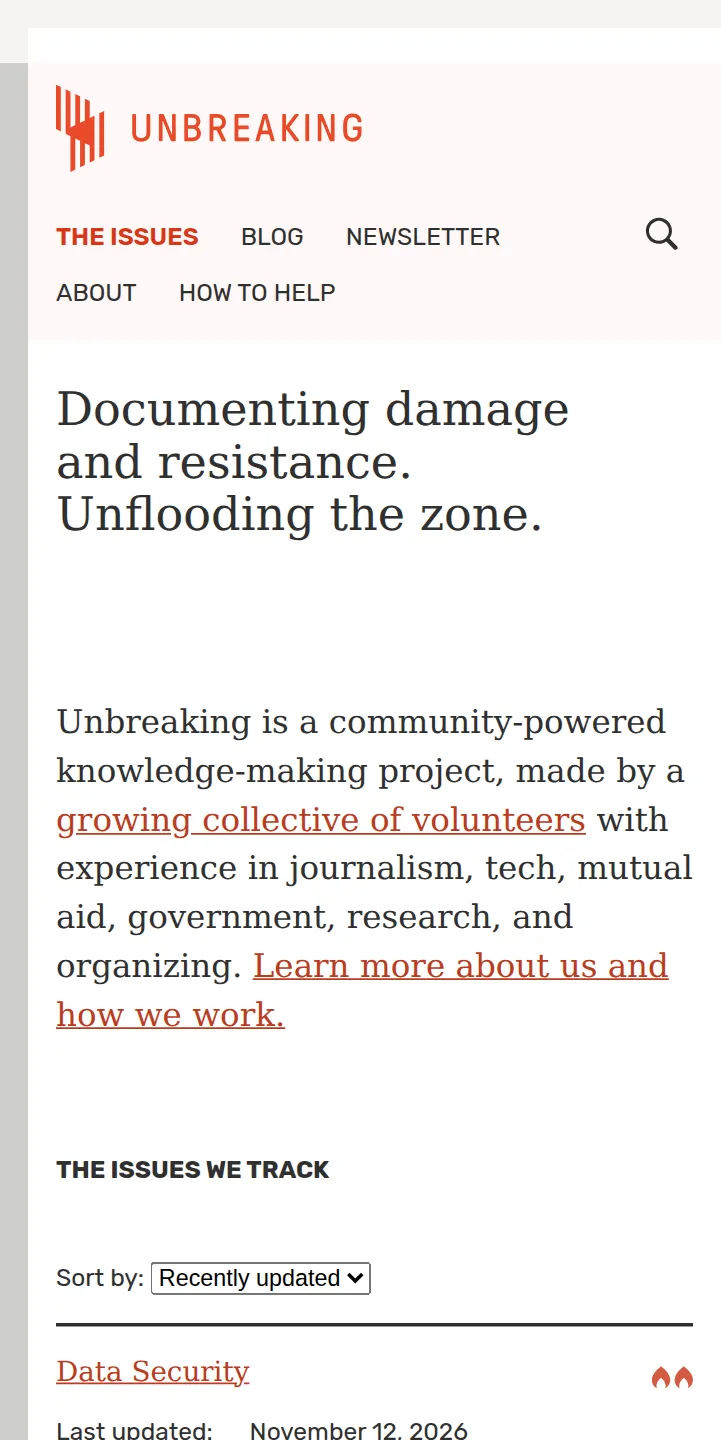 UNBREAKING
THE ISSUES BLOG NEWSLETTER
ABOUT HOW TO HELP
Documenting damage
and resistance.
Unflooding the zone.
Unbreaking is a community-powered
knowledge-making project, made by a
growing collective of volunteers with
experience in journalism, tech, mutual
aid, government, research, and
organizing. Learn more about us and
how we work.
THE ISSUES WE TRACK
Sort by: Recently updated
Data Security
Last updated: November 12, 2026